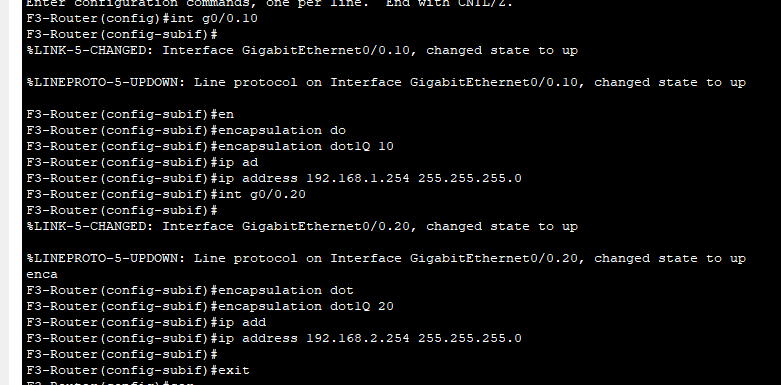 Enter configuration commands, one per line.  End with CNTL/Z.
F3-Router(config)#int g0/0.10
F3-Router(config-subif)#
%LINK-5-CHANGED: Interface GigabitEthernet0/0.10, changed state to up
%LINEPROTO-5-UPDOWN: Line protocol on Interface GigabitEthernet0/0.10, changed state to up
F3-Router(config-subif)#en
F3-Router(config-subif)#encapsulation do
F3-Router(config-subif)#encapsulation dot1Q 10
F3-Router(config-subif)#ip ad
F3-Router(config-subif)#ip address 192.168.1.254 255.255.255.0
F3-Router(config-subif)#int g0/0.20
F3-Router(config-subif)#
%LINK-5-CHANGED: Interface GigabitEthernet0/0.20, changed state to up
%LINEPROTO-5-UPDOWN: Line protocol on Interface GigabitEthernet0/0.20, changed state to up
enca
F3-Router(config-subif)#encapsulation dot
F3-Router(config-subif)#encapsulation dot1Q 20
F3-Router(config-subif)#ip add
F3-Router(config-subif)#ip address 192.168.2.254 255.255.255.0
F3-Router(config-subif)#
F3-Router(config-subif)#exit